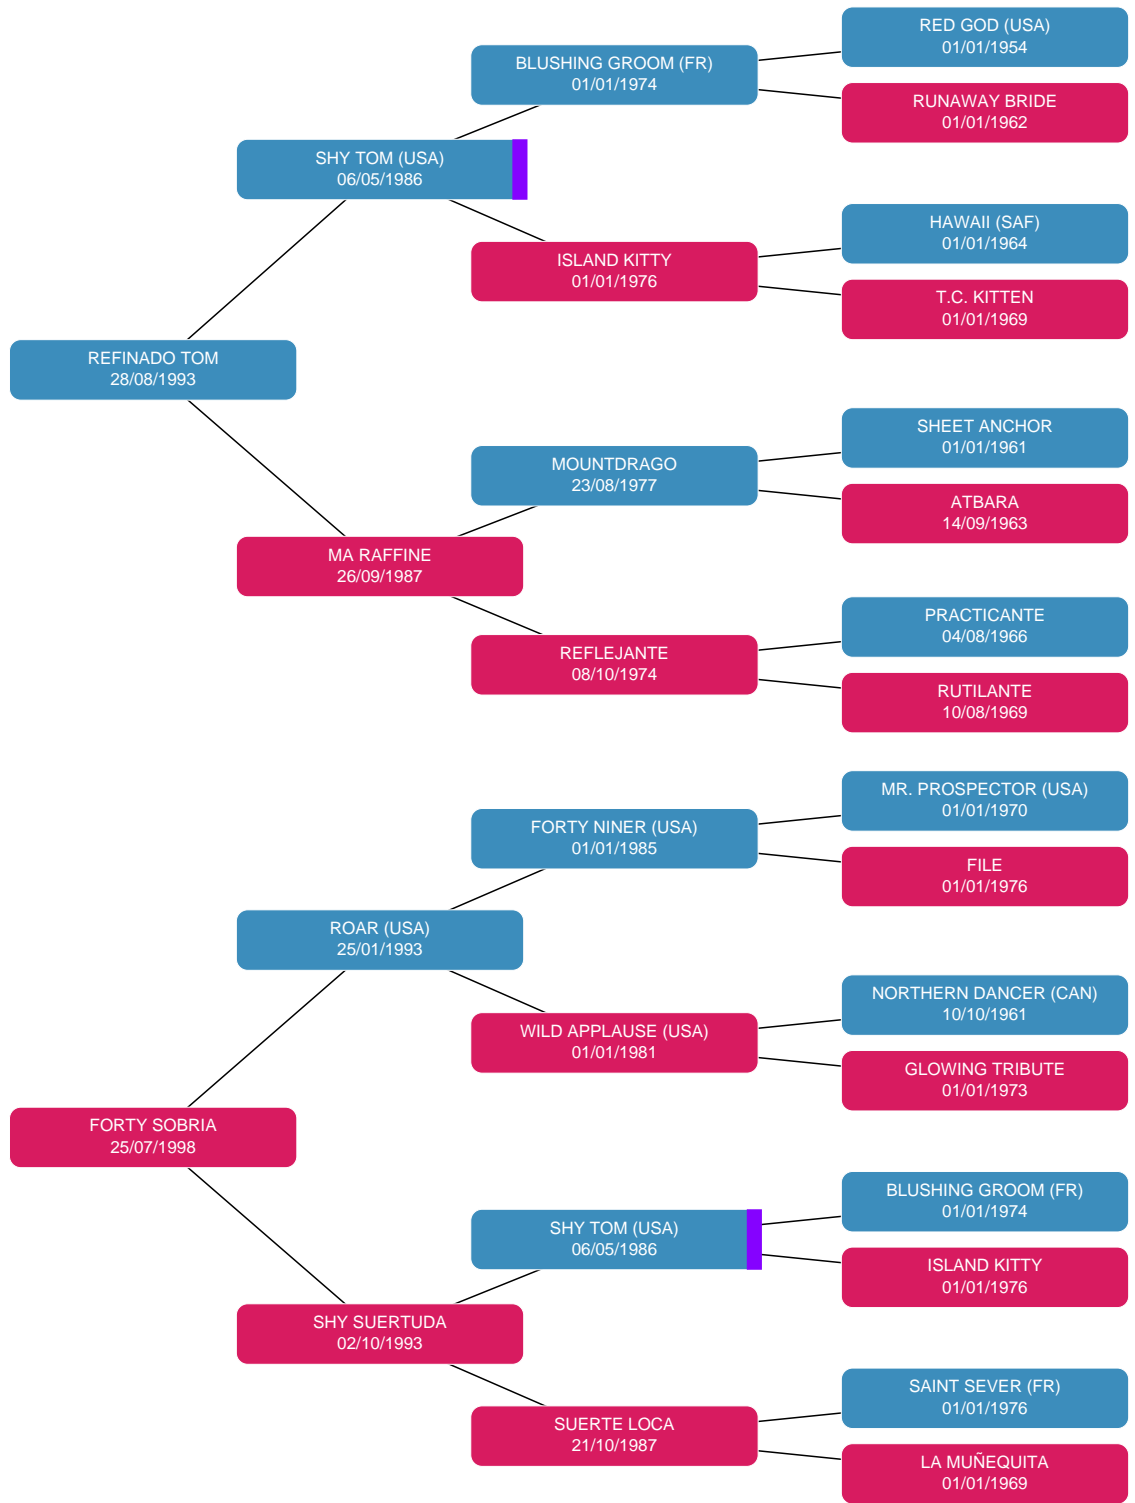 RED GOD (USA)
01/01/1954
BLUSHING GROOM (FR)
01/01/1974
RUNAWAY BRIDE
01/01/1962
SHY TOM (USA)
06/05/1986
HAWAII (SAF)
01/01/1964
ISLAND KITTY
01/01/1976
T.C. KITTEN
01/01/1969
REFINADO TOM
28/08/1993
SHEET ANCHOR
01/01/1961
MOUNTDRAGO
23/08/1977
ATBARA
14/09/1963
MA RAFFINE
26/09/1987
PRACTICANTE
04/08/1966
REFLEJANTE
08/10/1974
RUTILANTE
10/08/1969
MR. PROSPECTOR (USA)
01/01/1970
FORTY NINER (USA)
01/01/1985
FILE
01/01/1976
ROAR (USA)
25/01/1993
NORTHERN DANCER (CAN)
10/10/1961
WILD APPLAUSE (USA)
01/01/1981
GLOWING TRIBUTE
01/01/1973
FORTY SOBRIA
25/07/1998
BLUSHING GROOM (FR)
01/01/1974
SHY TOM (USA)
06/05/1986
ISLAND KITTY
01/01/1976
SHY SUERTUDA
02/10/1993
SAINT SEVER (FR)
01/01/1976
SUERTE LOCA
21/10/1987
LA MUÑEQUITA
01/01/1969